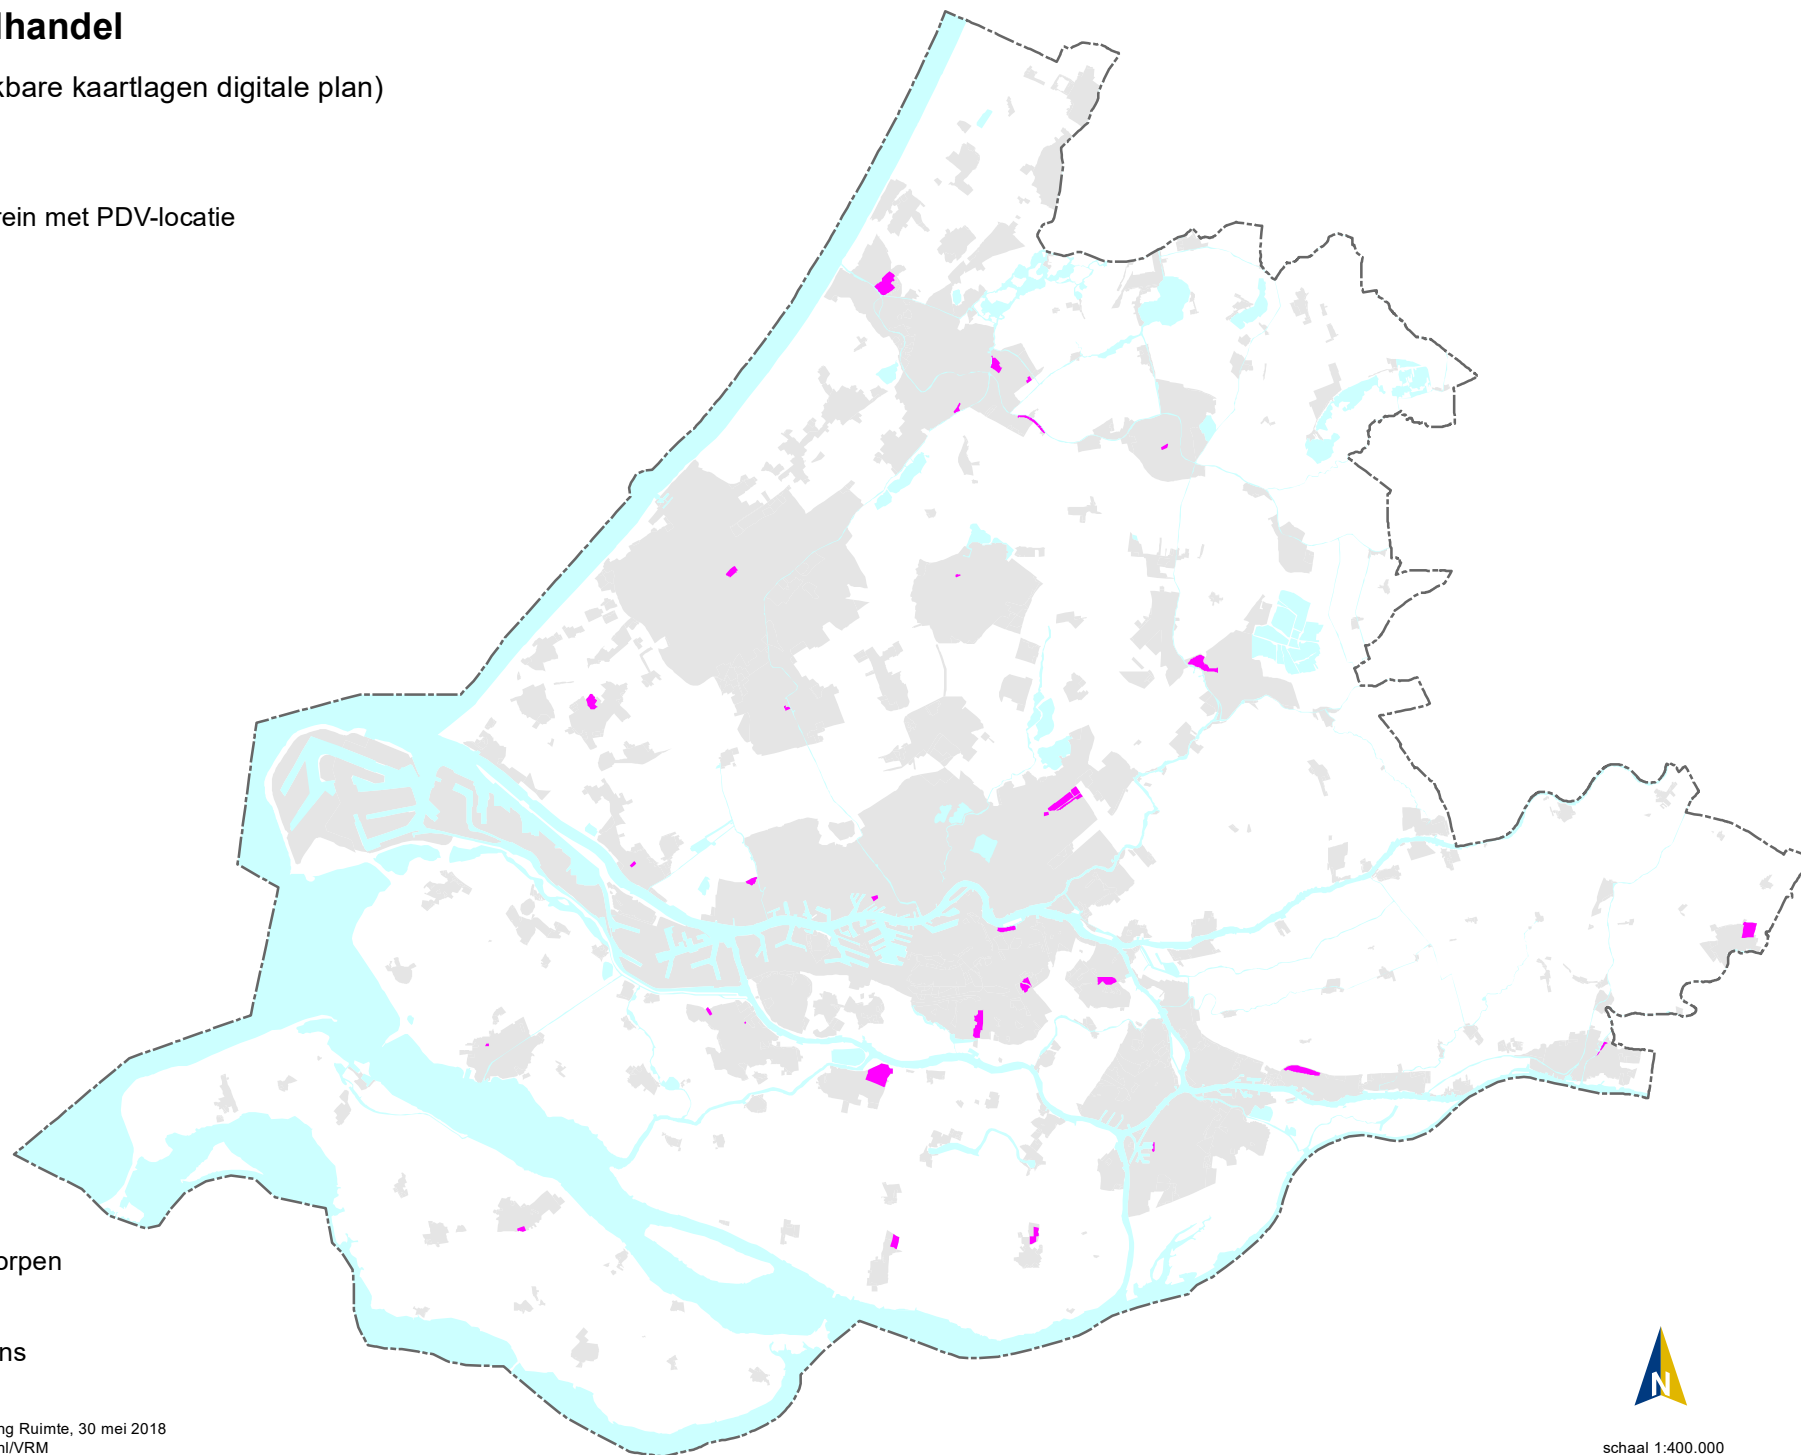 lhandel
kbare kaartlagen digitale plan)
rein met PDV-locatie
orpen
ns
ng Ruimte, 30 mei 2018
nl/VRM
N
schaal 1:400.000